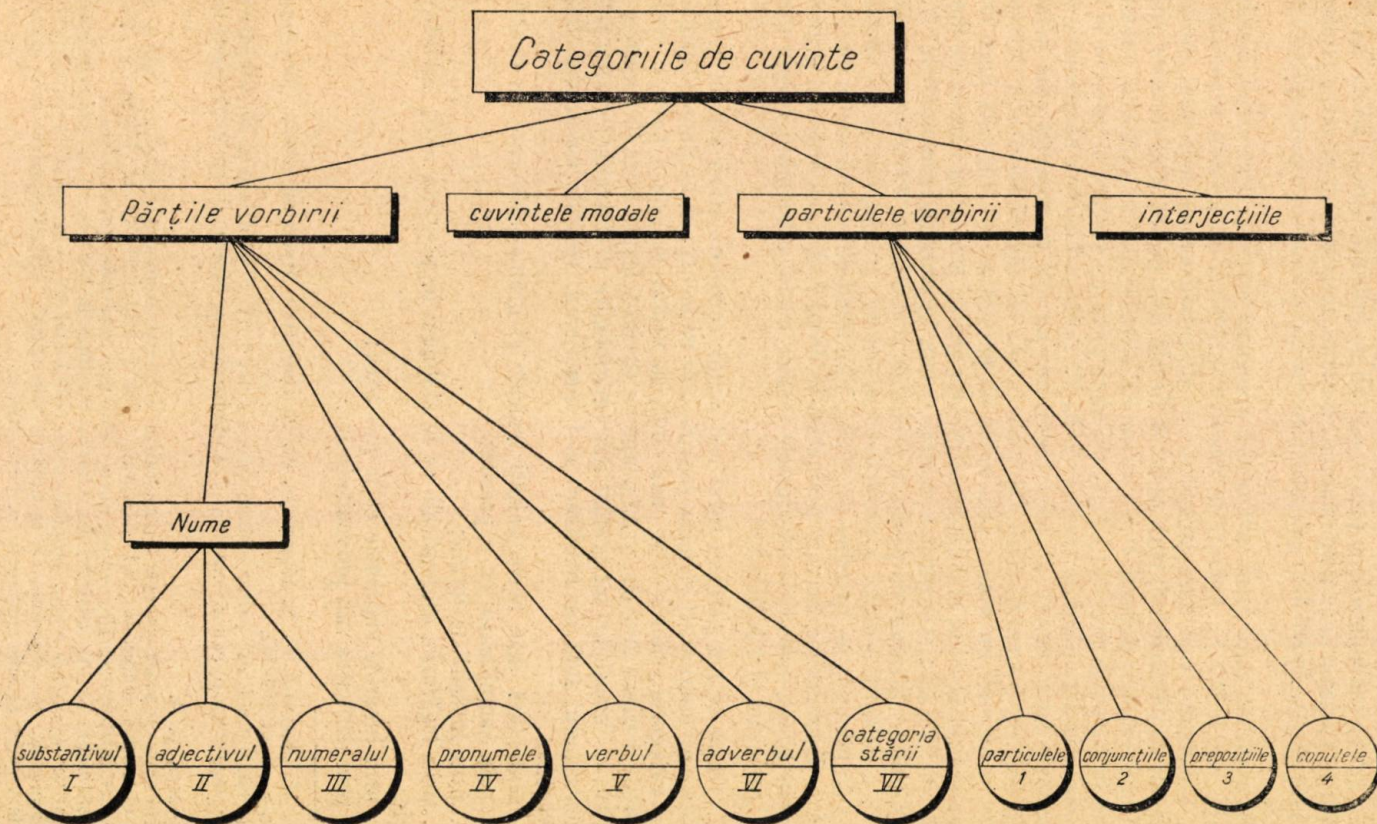 Categoriile de cuvinte
Părțile vorbirii
cuvintele modale
particulele vorbirii
interjecțiile
Nume
substantivul
I
adjectivul
II
numeralul
III
pronumele
IV
verbul
V
adverbul
VI
categoria
stării
VII
particulele
1
conjuncțiile
2
prepozițiile
3
copulele
4